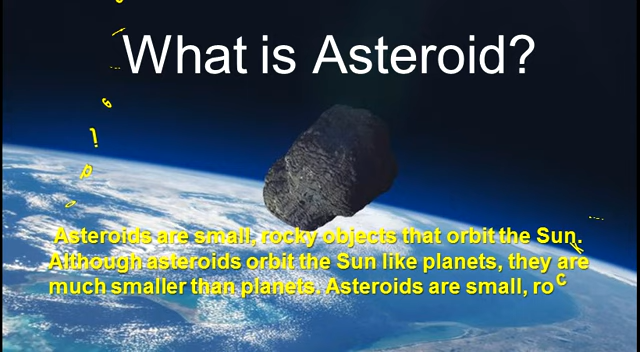 What is Asteroid?
Asteroids are small, rocky objects that orbit the Sun.
Although asteroids orbit the Sun like planets, they are
much smaller than planets. Asteroids are small, roc